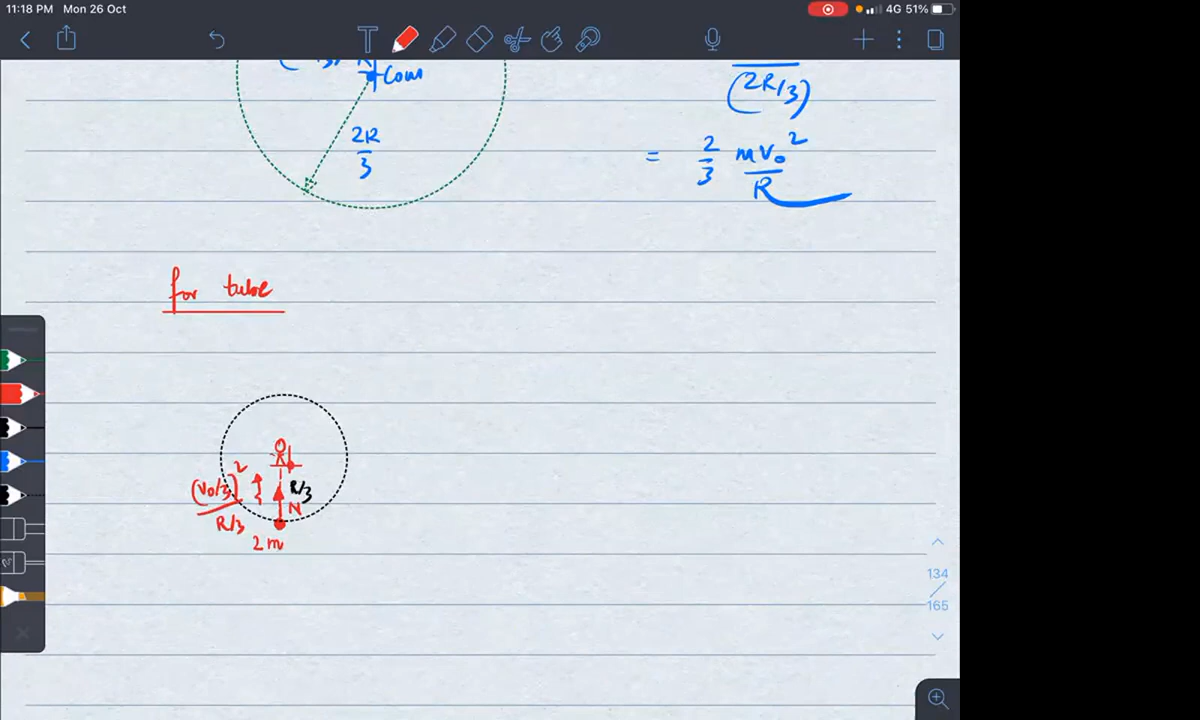 11:18 PM Mon 26 Oct
4G 51%
T
Com
2R
3
(2R/3)
= 2/3 mv₀²/R
for tube
(v₀/3)²
R/3
R/3
N
2m
134
165